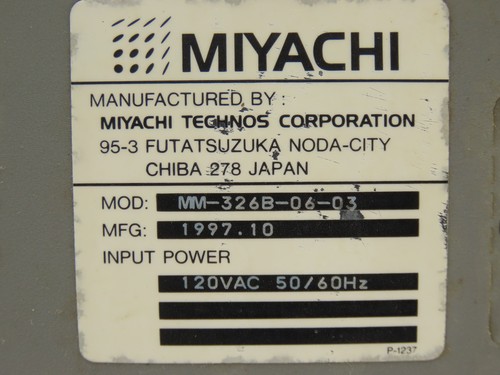 MIYACHI
MANUFACTURED BY :
MIYACHI TECHNOS CORPORATION
95-3 FUTATSUZUKA NODA-CITY
CHIBA 278 JAPAN
MOD: MM-326B-06-03
MFG: 1997.10
INPUT POWER
120VAC 50/60Hz
P-1237